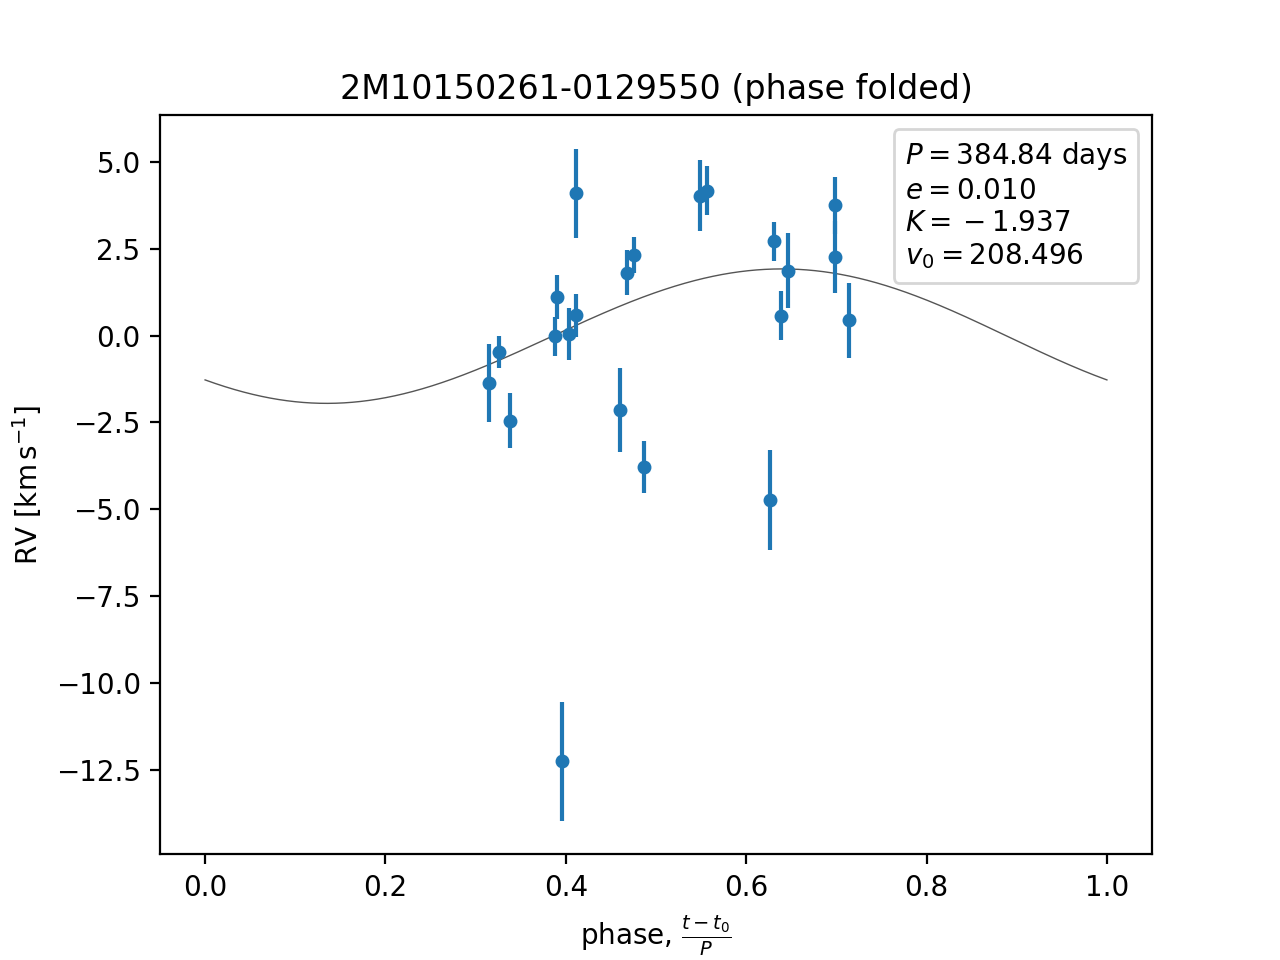 2M10150261-0129550 (phase folded)
P = 384.84 days
e = 0.010
K = −1.937
v₀ = 208.496
5.0
2.5
0.0
−2.5
−5.0
−7.5
−10.0
−12.5
RV [km s⁻¹]
0.0 0.2 0.4 0.6 0.8 1.0
phase, (t − t₀)/P